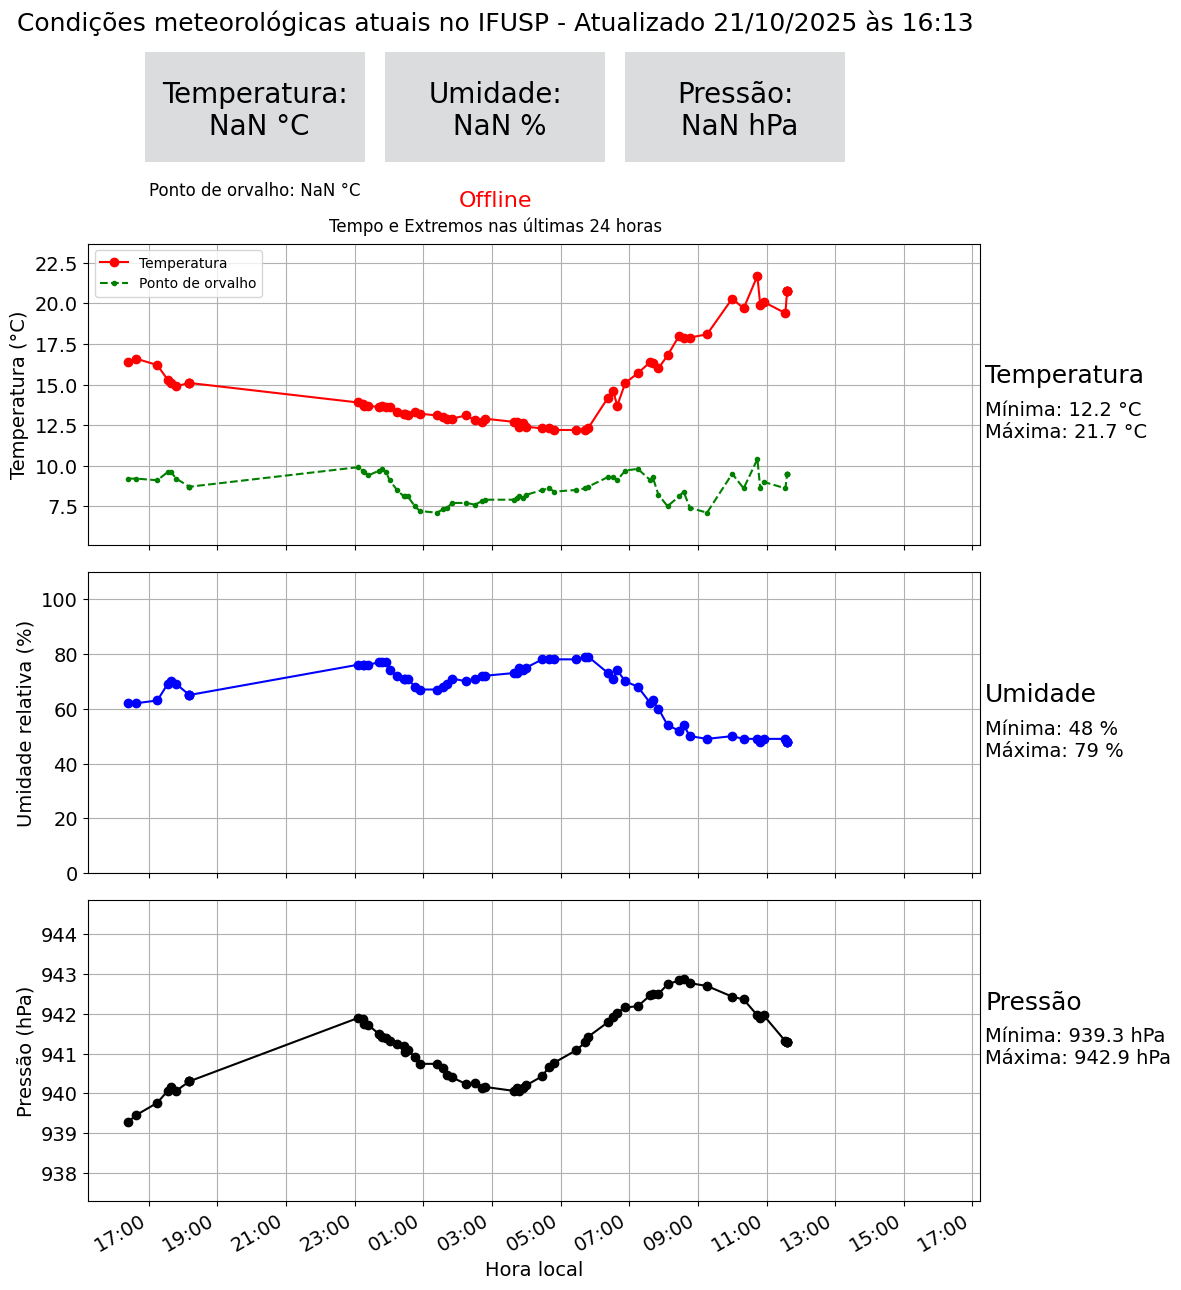 Condições meteorológicas atuais no IFUSP - Atualizado 21/10/2025 às 16:13
Temperatura:
NaN °C
Umidade:
NaN %
Pressão:
NaN hPa
Ponto de orvalho: NaN °C
Offline
Tempo e Extremos nas últimas 24 horas
Temperatura
Ponto de orvalho
Temperatura (°C)
22.5
20.0
17.5
15.0
12.5
10.0
7.5
Temperatura
Mínima: 12.2 °C
Máxima: 21.7 °C
Umidade relativa (%)
100
80
60
40
20
0
Umidade
Mínima: 48 %
Máxima: 79 %
Pressão (hPa)
944
943
942
941
940
939
938
Pressão
Mínima: 939.3 hPa
Máxima: 942.9 hPa
17:00 19:00 21:00 23:00 01:00 03:00 05:00 07:00 09:00 11:00 13:00 15:00 17:00
Hora local